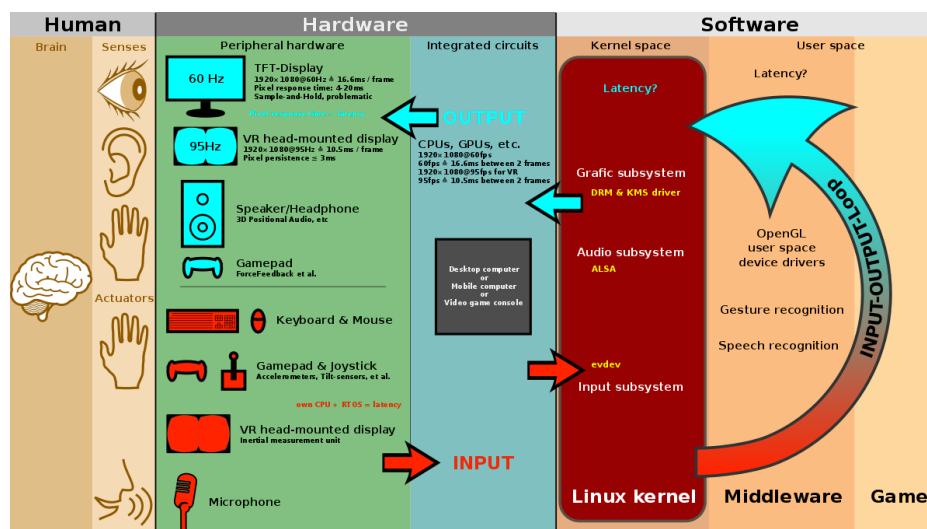 Human
Hardware
Software
Brain
Senses
Peripheral hardware
Integrated circuits
Kernel space
User space
60 Hz
TFT-Display
1920×1080@60Hz ≙ 16.6ms / frame
Pixel response time: 4-20ms
Sample-and-Hold, problematic
95Hz
VR head-mounted display
1920×1080@95Hz ≙ 10.5ms / frame
Pixel persistence ≤ 3ms
Speaker/Headphone
3D Positional Audio, etc
Gamepad
ForceFeedback et al.
Actuators
Keyboard & Mouse
Gamepad & Joystick
Accelerometers, Tilt-sensors, et al.
own CPU + RTOS = latency
VR head-mounted display
Inertial measurement unit
Microphone
OUTPUT
CPUs, GPUs, etc.
1920×1080@60fps
60fps ≙ 16.6ms between 2 frames
1920×1080@95fps for VR
95fps ≙ 10.5ms between 2 frames
Desktop computer
or
Mobile computer
or
Video game console
INPUT
Latency?
Grafic subsystem
DRM & KMS driver
Audio subsystem
ALSA
evdev
Input subsystem
Linux kernel
Latency?
OpenGL
user space
device drivers
Gesture recognition
Speech recognition
Middleware
INPUT-OUTPUT-Loop
Game